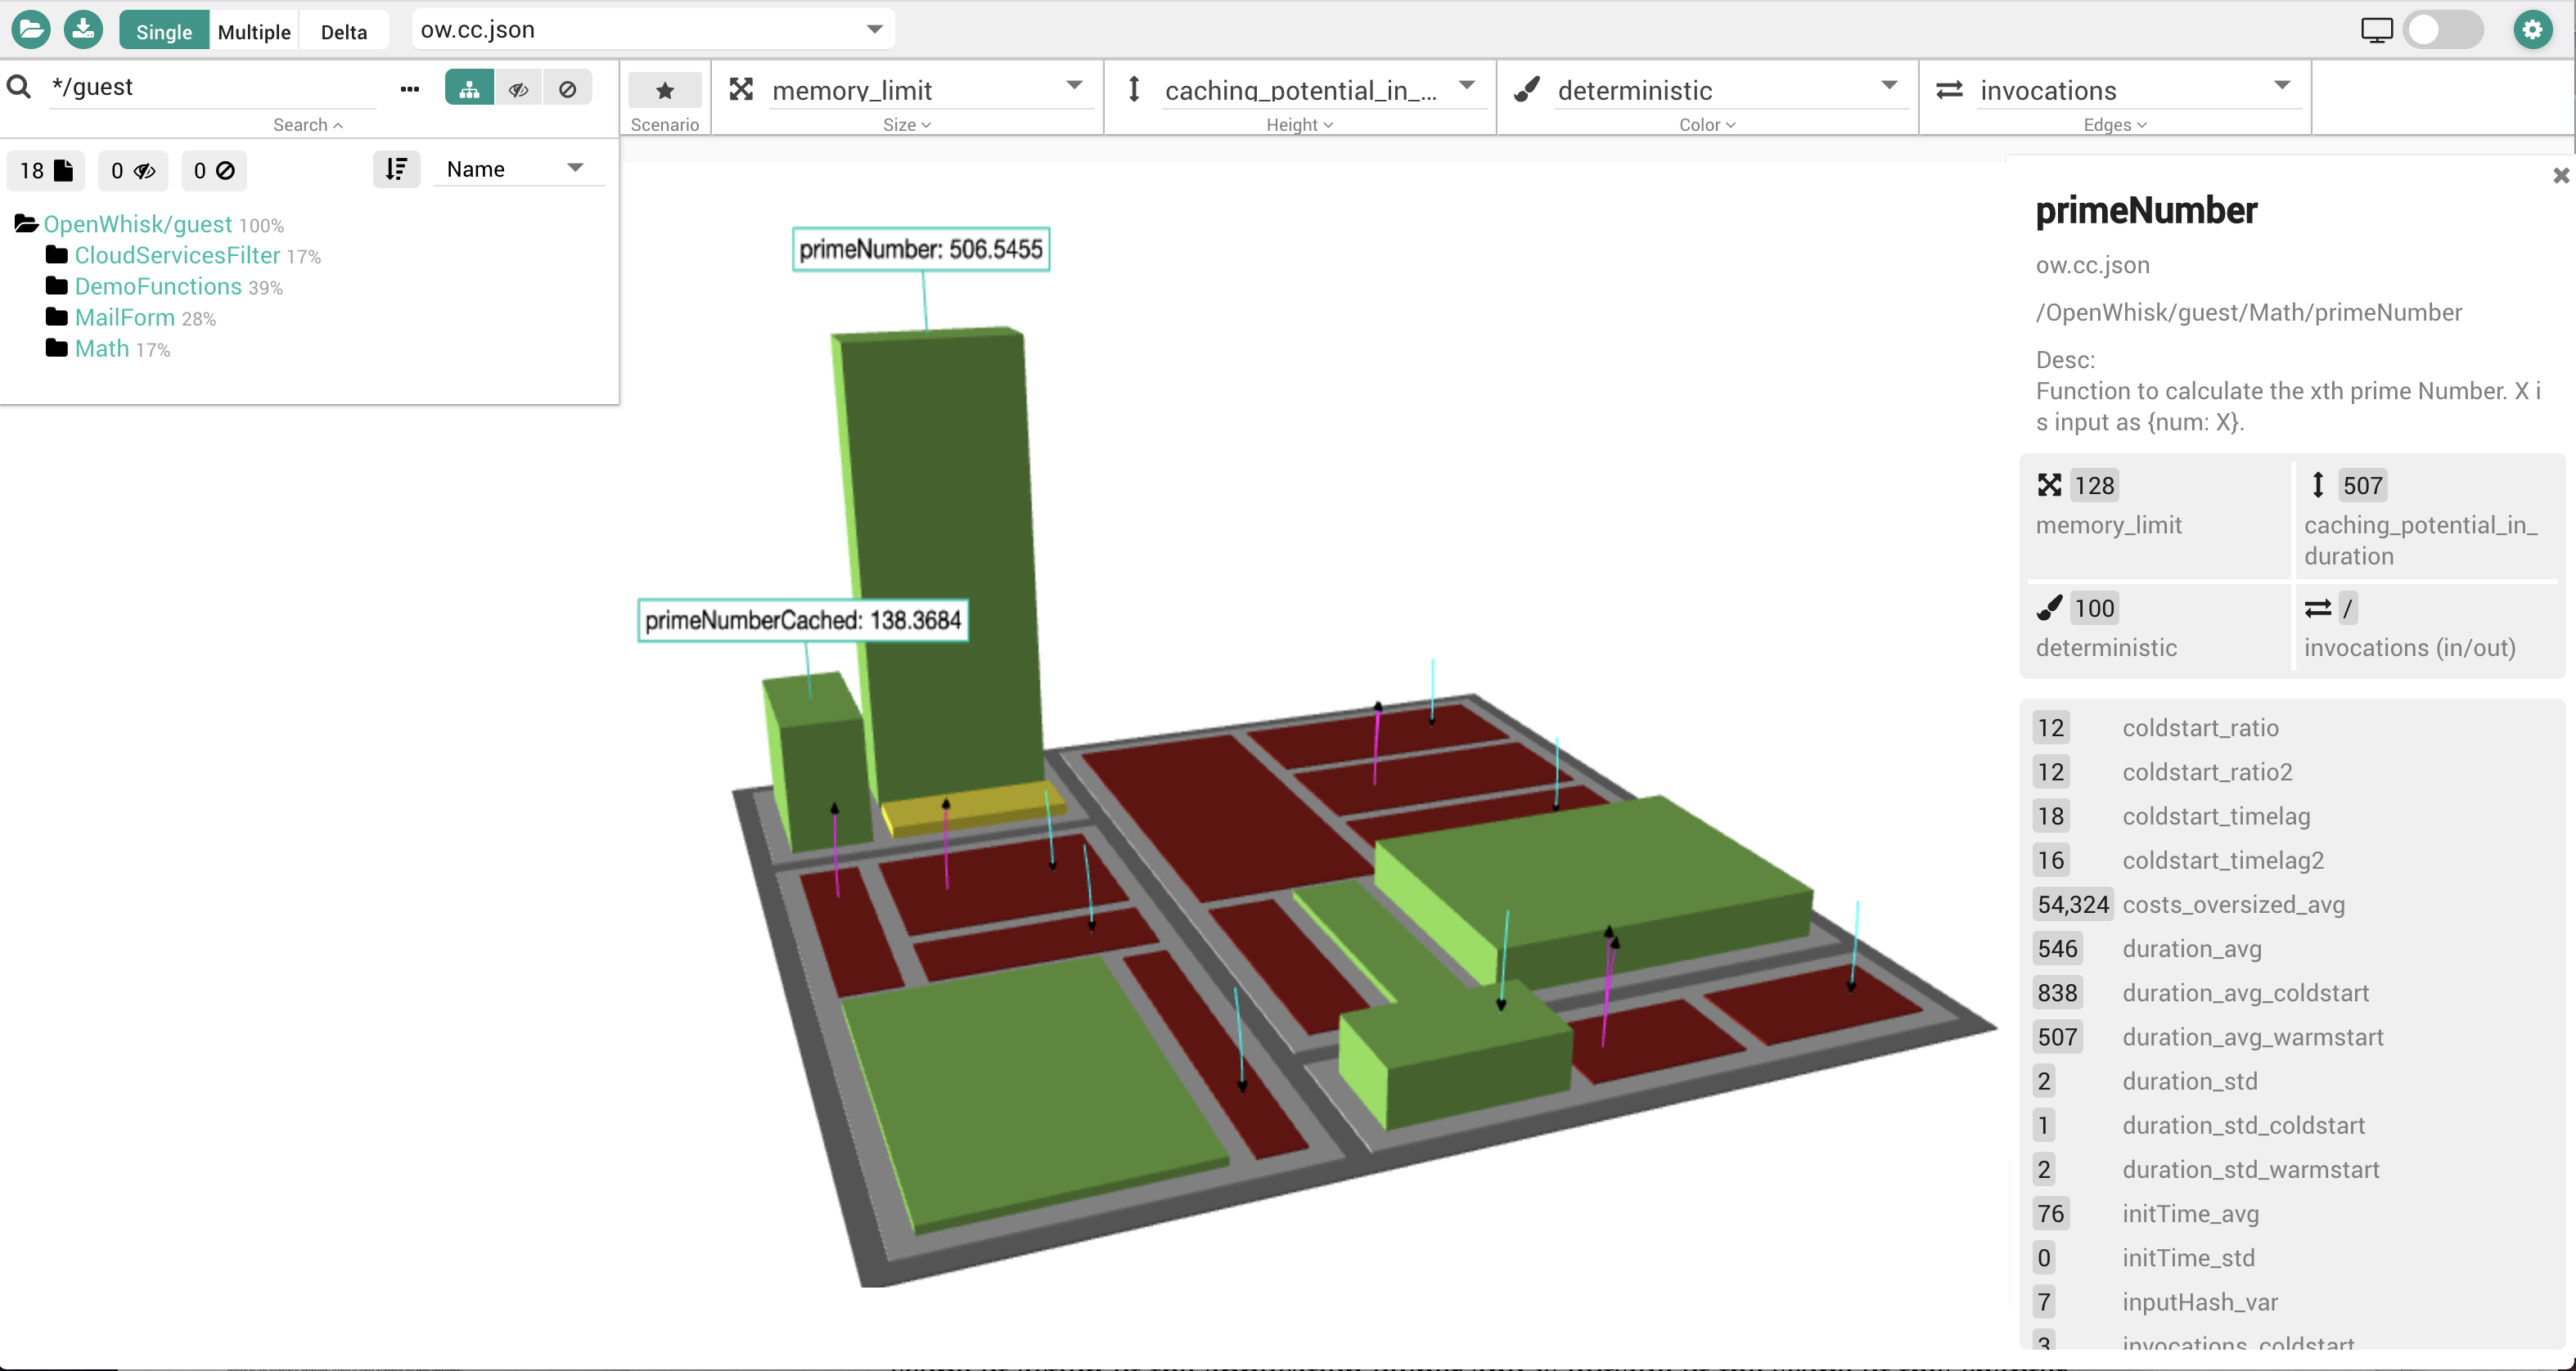 Single Multiple Delta ow.cc.json
*/guest ...
Search
Scenario
memory_limit
Size
caching_potential_in_...
Height
deterministic
Color
invocations
Edges
18 0 0 Name
OpenWhisk/guest 100%
CloudServicesFilter 17%
DemoFunctions 39%
MailForm 28%
Math 17%
primeNumber: 506.5455
primeNumberCached: 138.3684
primeNumber
ow.cc.json
/OpenWhisk/guest/Math/primeNumber
Desc:
Function to calculate the xth prime Number. X i
s input as {num: X}.
128
memory_limit
507
caching_potential_in_
duration
100
deterministic
/
invocations (in/out)
12 coldstart_ratio
12 coldstart_ratio2
18 coldstart_timelag
16 coldstart_timelag2
54,324 costs_oversized_avg
546 duration_avg
838 duration_avg_coldstart
507 duration_avg_warmstart
2 duration_std
1 duration_std_coldstart
2 duration_std_warmstart
76 initTime_avg
0 initTime_std
7 inputHash_var
3 invocations_coldstart